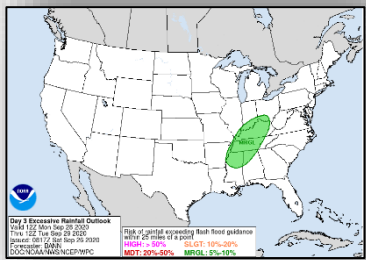 MRGL
NOAA
Day 3 Excessive Rainfall Outlook
Valid 12Z Mon Sep 28 2020
Thru 12Z Tue Sep 29 2020
Issued: 0817Z Sat Sep 26 2020
Forecaster: BANN
DOC/NOAA/NWS/NCEP/WPC
Risk of rainfall exceeding flash flood guidance
within 25 miles of a point
HIGH: > 50% SLGT: 10%-20%
MDT: 20%-50% MRGL: 5%-10%